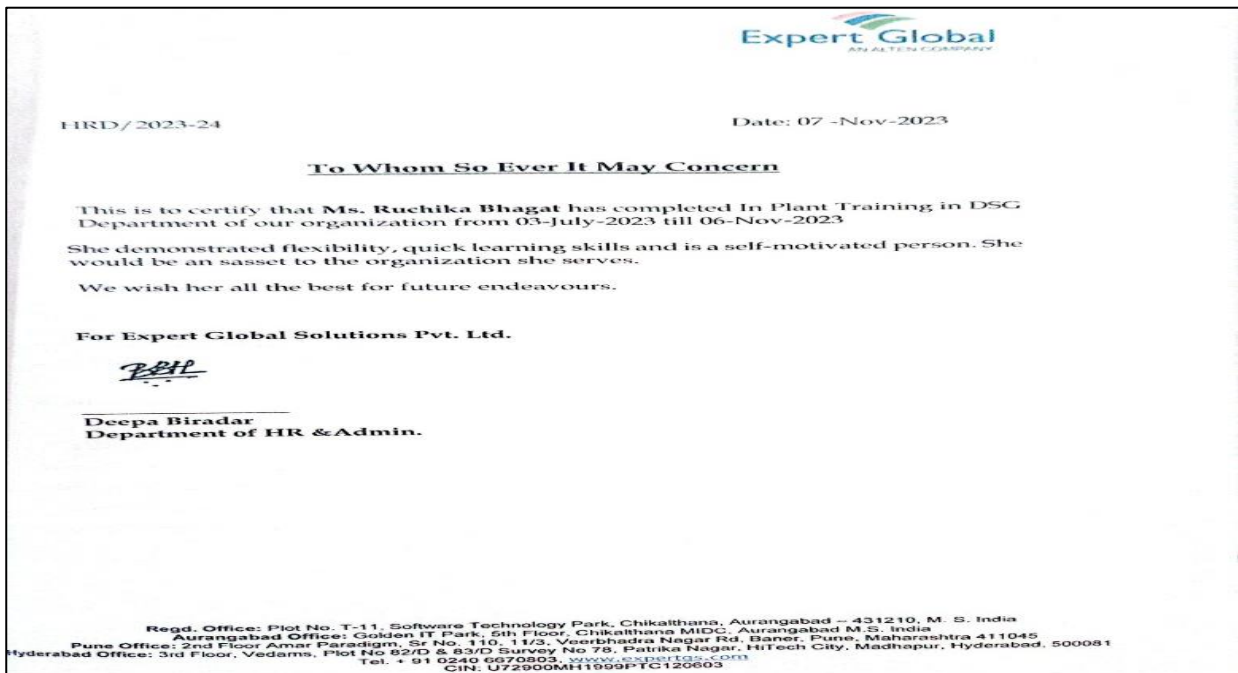 Expert Global
AN ALTEN COMPANY
HRD/2023-24
Date: 07 -Nov-2023
To Whom So Ever It May Concern
This is to certify that Ms. Ruchika Bhagat has completed In Plant Training in DSG
Department of our organization from 03-July-2023 till 06-Nov-2023
She demonstrated flexibility, quick learning skills and is a self-motivated person. She
would be an sasset to the organization she serves.
We wish her all the best for future endeavours.
For Expert Global Solutions Pvt. Ltd.
Deepa Biradar
Department of HR &Admin.
Regd. Office: Plot No. T-11, Software Technology Park, Chikalthana, Aurangabad – 431210, M. S. India
Aurangabad Office: Golden IT Park, 5th Floor, Chikalthana MIDC, Aurangabad M.S. India
Pune Office: 2nd Floor Amar Paradigm, Sr No. 110, 11/3, Veerbhadra Nagar Rd, Baner, Pune, Maharashtra 411045
Hyderabad Office: 3rd Floor, Vedams, Plot No 82/D & 83/D Survey No 78, Patrika Nagar, HiTech City, Madhapur, Hyderabad, 500081
Tel. + 91 0240 6670803, www.expertgs.com
CIN: U72900MH1999PTC120603